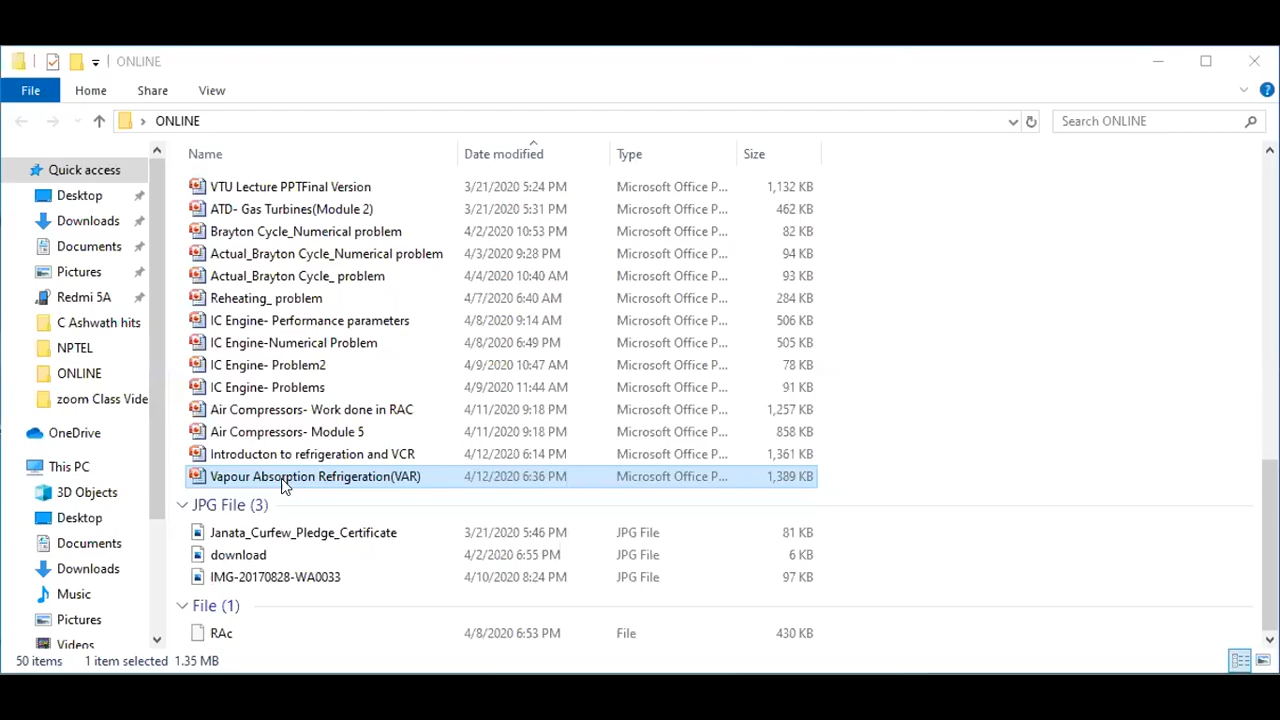 ONLINE
File Home Share View
ONLINE
Search ONLINE
Name Date modified Type Size
Quick access
Desktop
Downloads
Documents
Pictures
Redmi 5A
C Ashwath hits
NPTEL
ONLINE
zoom Class Vide
OneDrive
This PC
3D Objects
Desktop
Documents
Downloads
Music
Pictures
Videos
VTU Lecture PPTFinal Version 3/21/2020 5:24 PM Microsoft Office P... 1,132 KB
ATD- Gas Turbines(Module 2) 3/21/2020 5:31 PM Microsoft Office P... 462 KB
Brayton Cycle_Numerical problem 4/2/2020 10:53 PM Microsoft Office P... 82 KB
Actual_Brayton Cycle_Numerical problem 4/3/2020 9:28 PM Microsoft Office P... 94 KB
Actual_Brayton Cycle_ problem 4/4/2020 10:40 AM Microsoft Office P... 93 KB
Reheating_ problem 4/7/2020 6:40 AM Microsoft Office P... 284 KB
IC Engine- Performance parameters 4/8/2020 9:14 AM Microsoft Office P... 506 KB
IC Engine-Numerical Problem 4/8/2020 6:49 PM Microsoft Office P... 505 KB
IC Engine- Problem2 4/9/2020 10:47 AM Microsoft Office P... 78 KB
IC Engine- Problems 4/9/2020 11:44 AM Microsoft Office P... 91 KB
Air Compressors- Work done in RAC 4/11/2020 9:18 PM Microsoft Office P... 1,257 KB
Air Compressors- Module 5 4/11/2020 9:18 PM Microsoft Office P... 858 KB
Introducton to refrigeration and VCR 4/12/2020 6:14 PM Microsoft Office P... 1,361 KB
Vapour Absorption Refrigeration(VAR) 4/12/2020 6:36 PM Microsoft Office P... 1,389 KB
JPG File (3)
Janata_Curfew_Pledge_Certificate 3/21/2020 5:46 PM JPG File 81 KB
download 4/2/2020 6:55 PM JPG File 6 KB
IMG-20170828-WA0033 4/10/2020 8:24 PM JPG File 97 KB
File (1)
RAc 4/8/2020 6:53 PM File 430 KB
50 items 1 item selected 1.35 MB